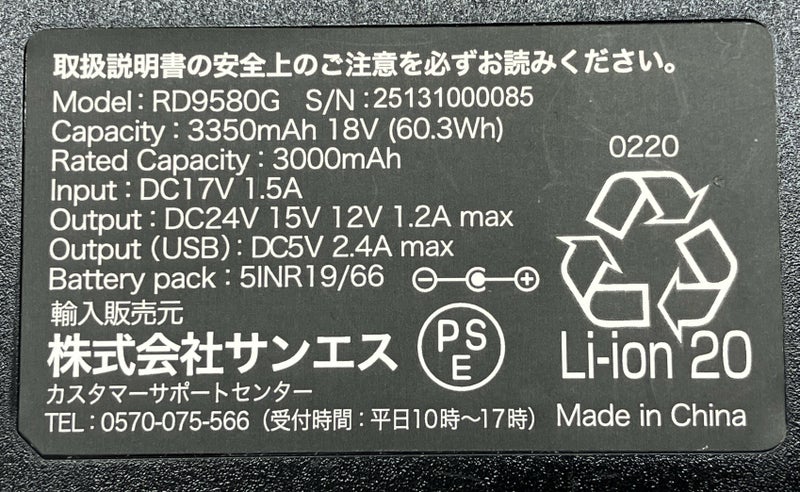 取扱説明書の安全上のご注意を必ずお読みください。
Model : RD9580G S/N : 25131000085
Capacity : 3350mAh 18V (60.3Wh)
Rated Capacity : 3000mAh
Input : DC17V 1.5A
Output : DC24V 15V 12V 1.2A max
Output (USB) : DC5V 2.4A max
Battery pack : 5INR19/66
輸入販売元
株式会社サンエス
カスタマーサポートセンター
TEL : 0570-075-566（受付時間 : 平日10時〜17時）
PSE
0220
Li-ion 20
Made in China